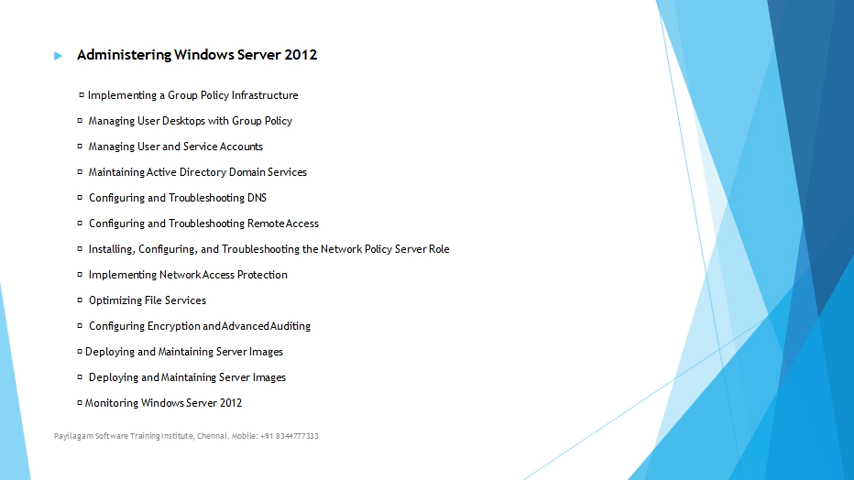 Administering Windows Server 2012
Implementing a Group Policy Infrastructure
Managing User Desktops with Group Policy
Managing User and Service Accounts
Maintaining Active Directory Domain Services
Configuring and Troubleshooting DNS
Configuring and Troubleshooting Remote Access
Installing, Configuring, and Troubleshooting the Network Policy Server Role
Implementing Network Access Protection
Optimizing File Services
Configuring Encryption and Advanced Auditing
Deploying and Maintaining Server Images
Deploying and Maintaining Server Images
Monitoring Windows Server 2012
Payilagam Software Training Institute, Chennai. Mobile: +91 8344777333